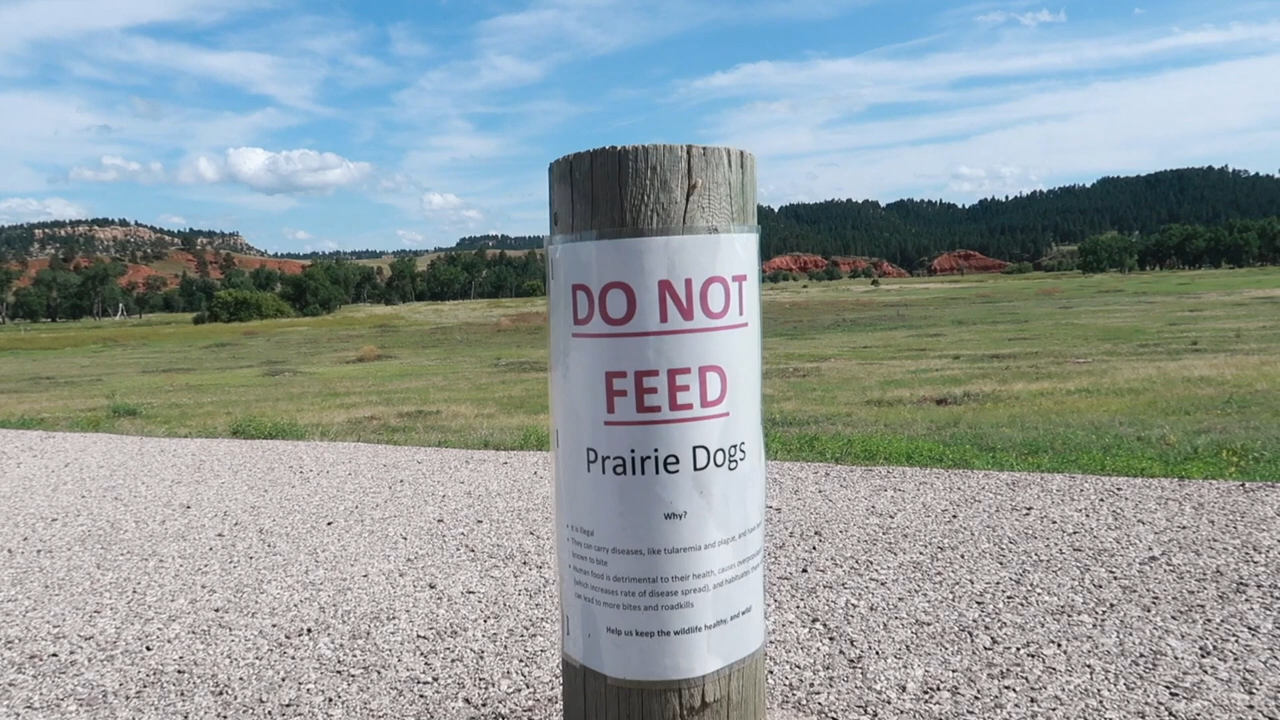 DO NOT
FEED
Prairie Dogs
Why?
• It is illegal
• They can carry diseases, like tularemia and plague, and have
known to bite
• Human food is detrimental to their health, causes
(which increases rate of disease spread), and habituates
can lead to more bites and roadkills
Help us keep the wildlife healthy, and wild!